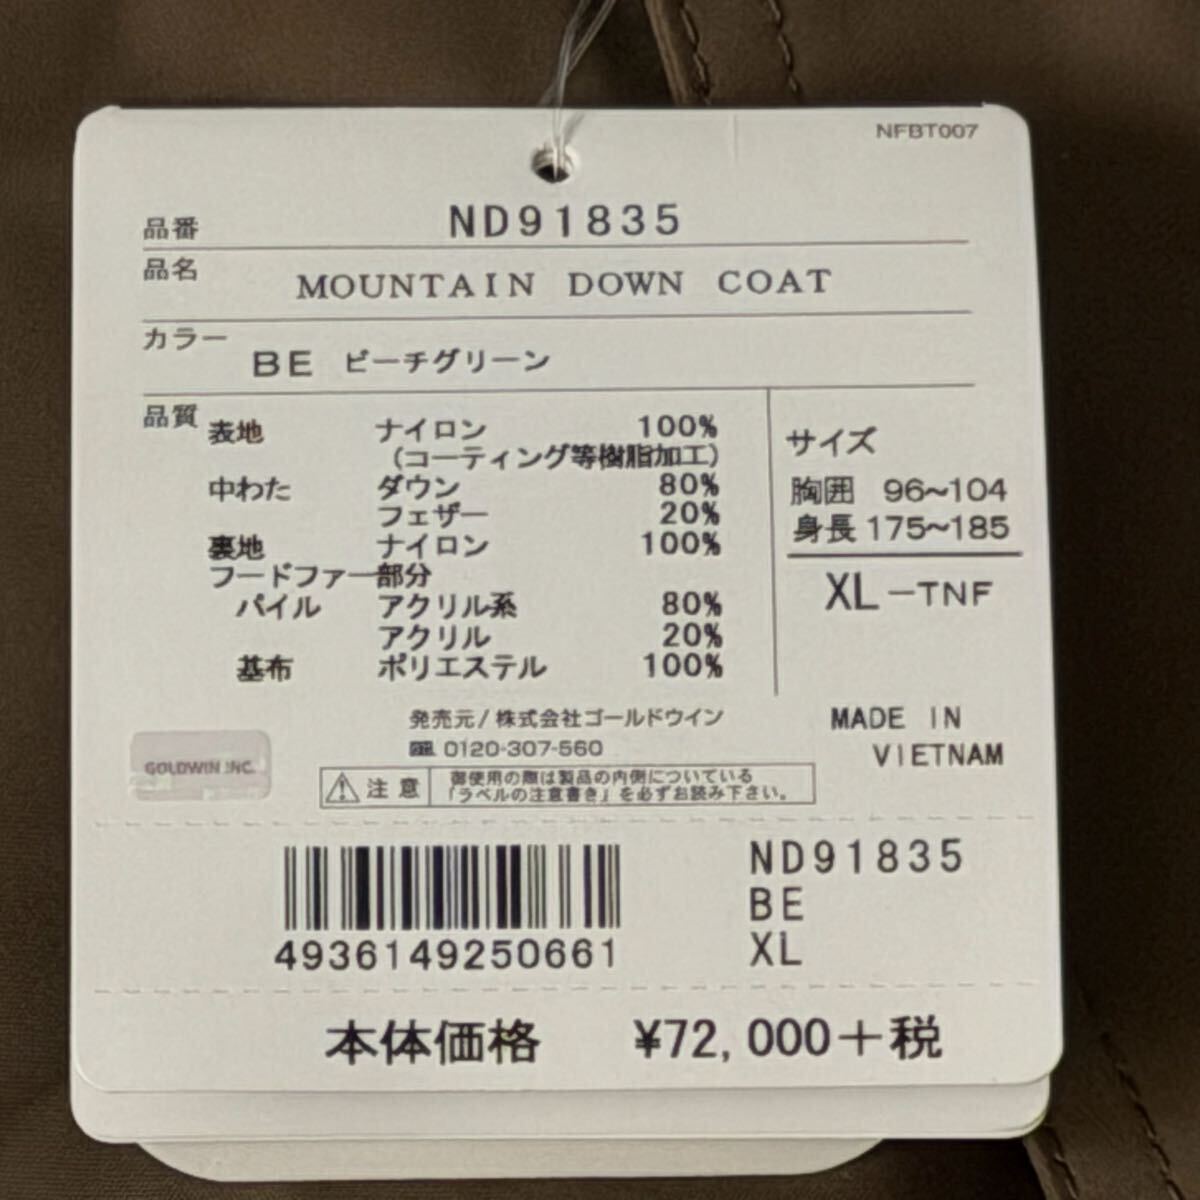 NFBT007
品番 ND91835
品名 MOUNTAIN DOWN COAT
カラー BE ビーチグリーン
品質 表地 ナイロン 100%
(コーティング等樹脂加工)
中わた ダウン 80%
フェザー 20%
裏地 ナイロン 100%
フードファー部分
パイル アクリル系 80%
アクリル 20%
基布 ポリエステル 100%
サイズ
胸囲 96~104
身長 175~185
XL-TNF
発売元/株式会社ゴールドウイン
0120-307-560
MADE IN
VIETNAM
GOLDWIN INC.
注意 御使用の際は製品の内側についている
「ラベルの注意書き」を必ずお読み下さい。
4936149250661
ND91835
BE
XL
本体価格 ¥72,000+税